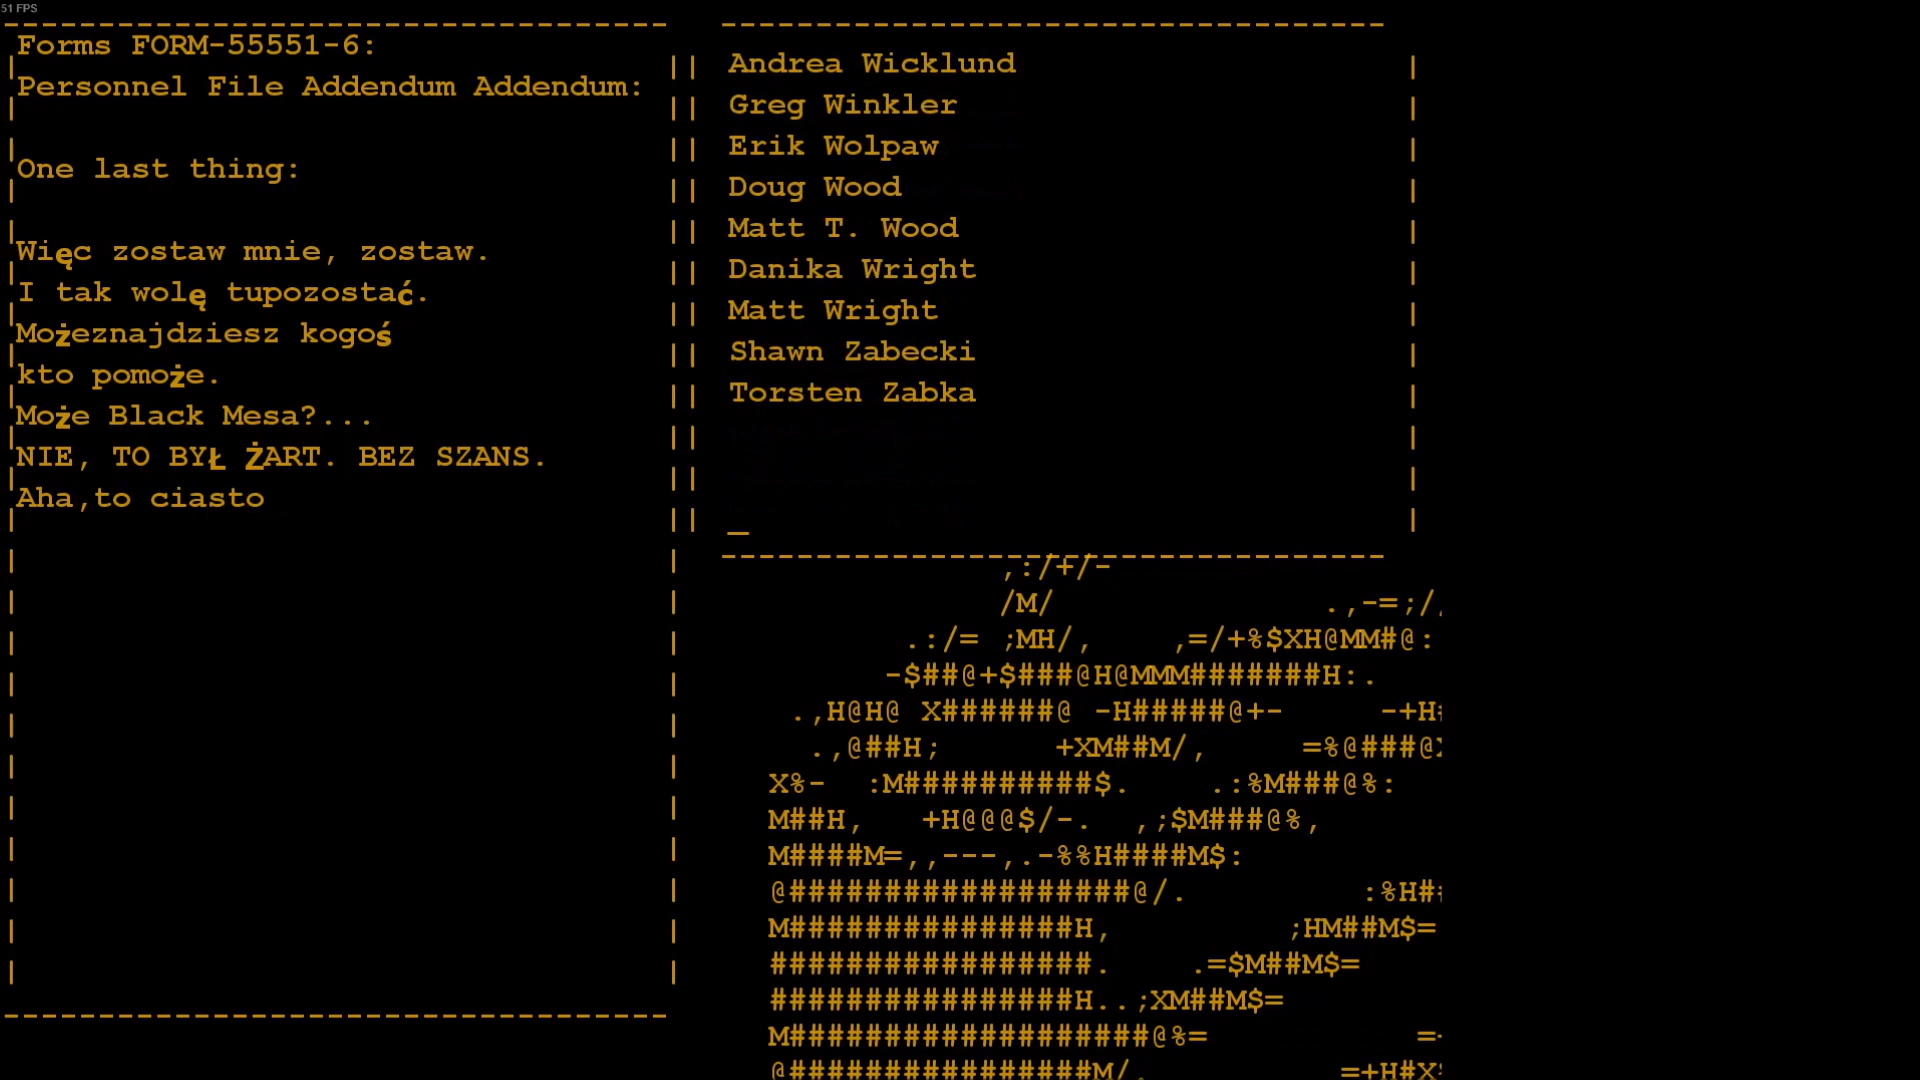 51 FPS
Forms FORM-55551-6:
Personnel File Addendum Addendum:
One last thing:
Więc zostaw mnie, zostaw.
I tak wolę tupozostać.
Możeznajdziesz kogoś
kto pomoże.
Może Black Mesa?...
NIE, TO BYŁ ŻART. BEZ SZANS.
Aha,to ciasto
Andrea Wicklund
Greg Winkler
Erik Wolpaw
Doug Wood
Matt T. Wood
Danika Wright
Matt Wright
Shawn Zabecki
Torsten Zabka
_